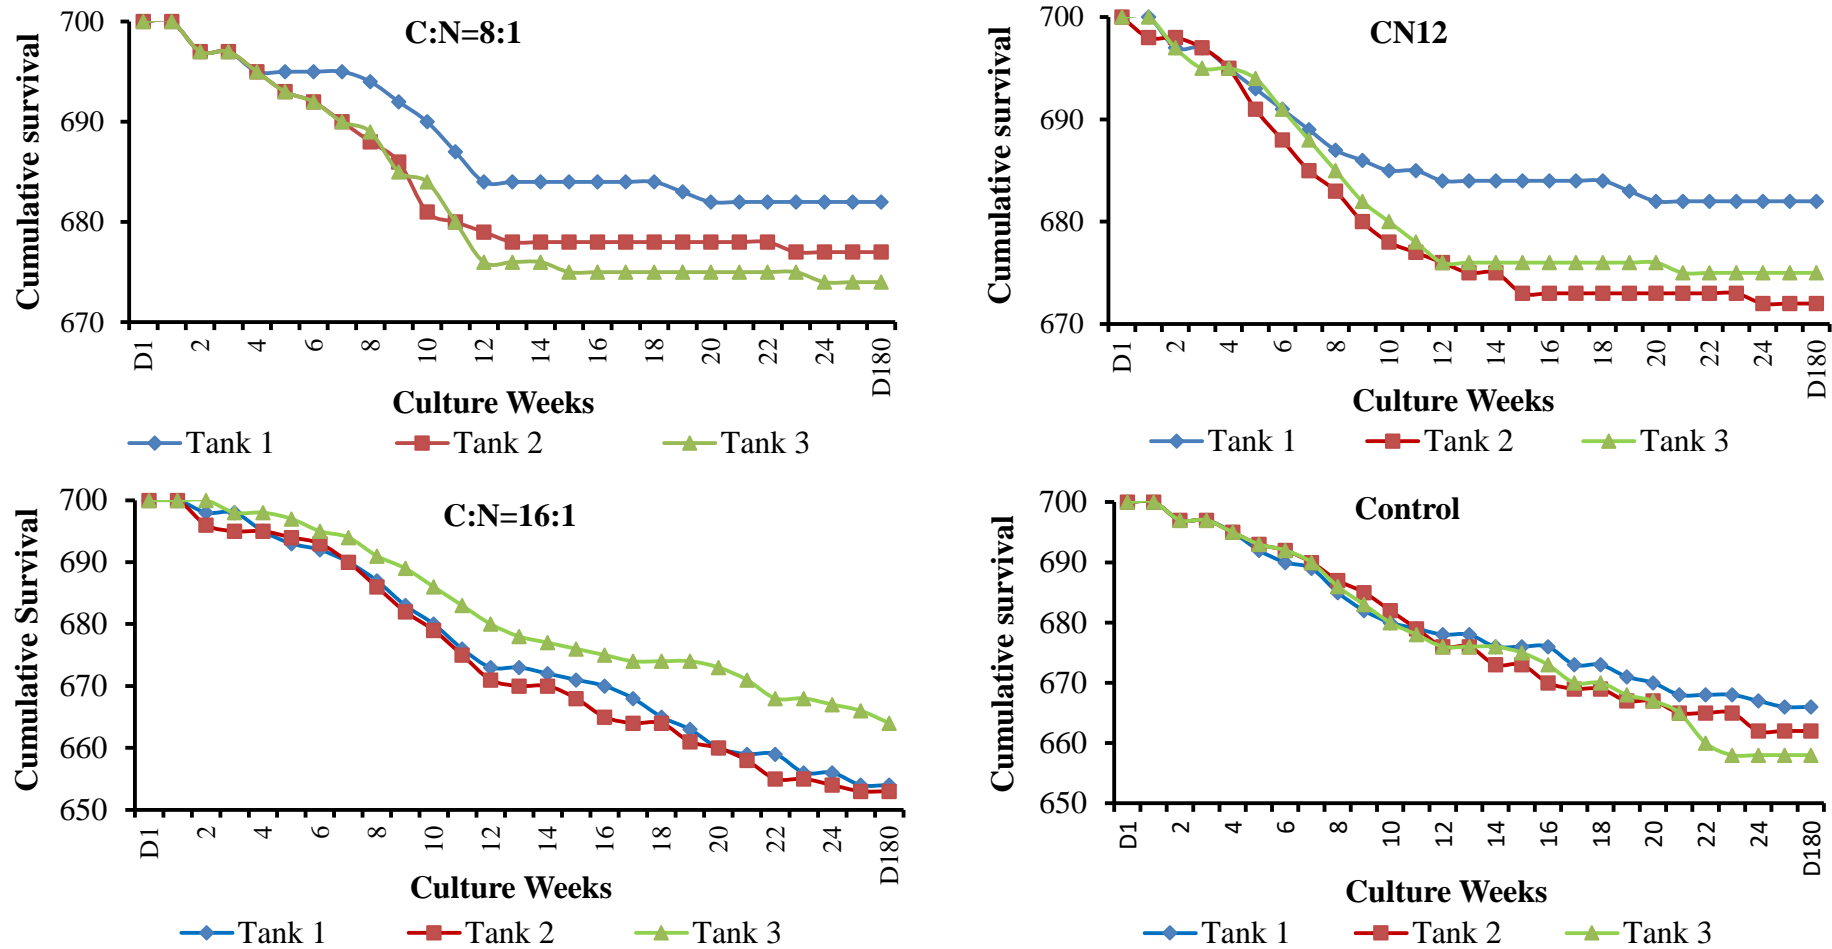 C:N=8:1
Cumulative survival
700
690
680
670
D1 2 4 6 8 10 12 14 16 18 20 22 24 D180
Culture Weeks
Tank 1 Tank 2 Tank 3
CN12
Cumulative survival
700
690
680
670
D1 2 4 6 8 10 12 14 16 18 20 22 24 D180
Culture Weeks
Tank 1 Tank 2 Tank 3
C:N=16:1
Cumulative Survival
700
690
680
670
660
650
D1 2 4 6 8 10 12 14 16 18 20 22 24 D180
Culture Weeks
Tank 1 Tank 2 Tank 3
Control
Cumulative survival
700
690
680
670
660
650
D1 2 4 6 8 10 12 14 16 18 20 22 24 D180
Culture Weeks
Tank 1 Tank 2 Tank 3